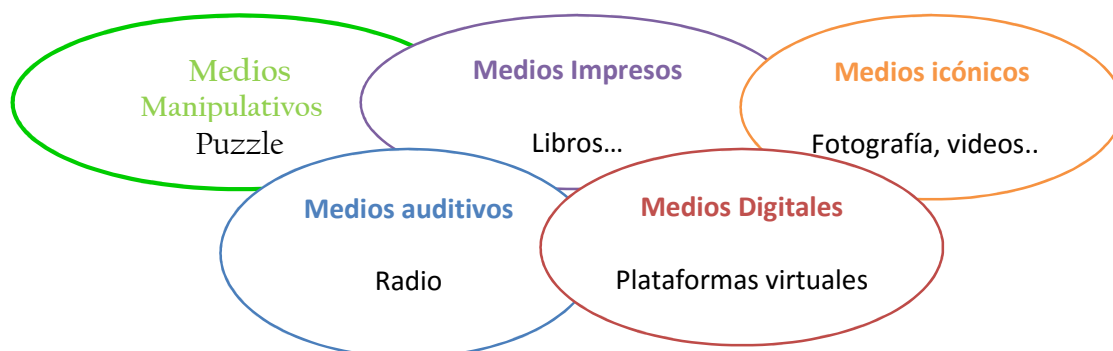 Medios
Manipulativos
Puzzle
Medios Impresos
Libros...
Medios icónicos
Fotografía, videos..
Medios auditivos
Radio
Medios Digitales
Plataformas virtuales